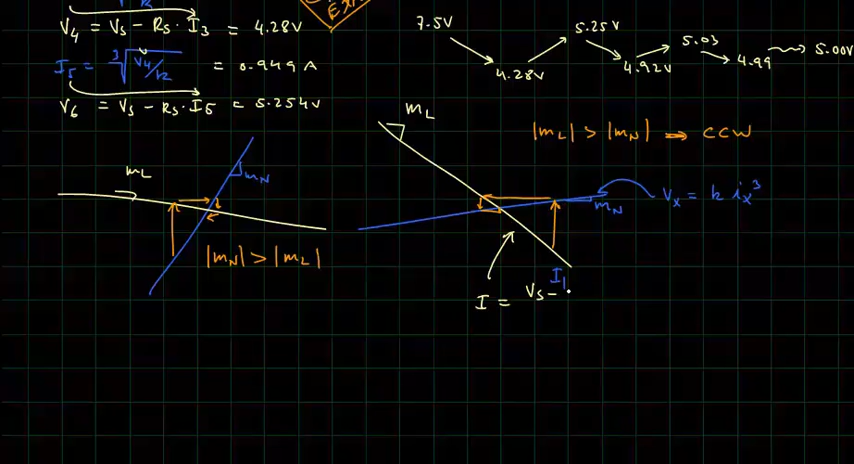 V₄ = Vs − Rs · I₃ = 4.28V
I₅ = ∛(V₄/k) = 0.949 A
V₆ = Vs − Rs · I₅ = 5.254V
7.5V
4.28V
5.25V
4.92V
5.03
4.99
5.00V
mL
mN
|mN| > |mL|
mL
|mL| > |mN| ⇒ CCW
mN
Vx = k ix³
I₁
I = Vs −